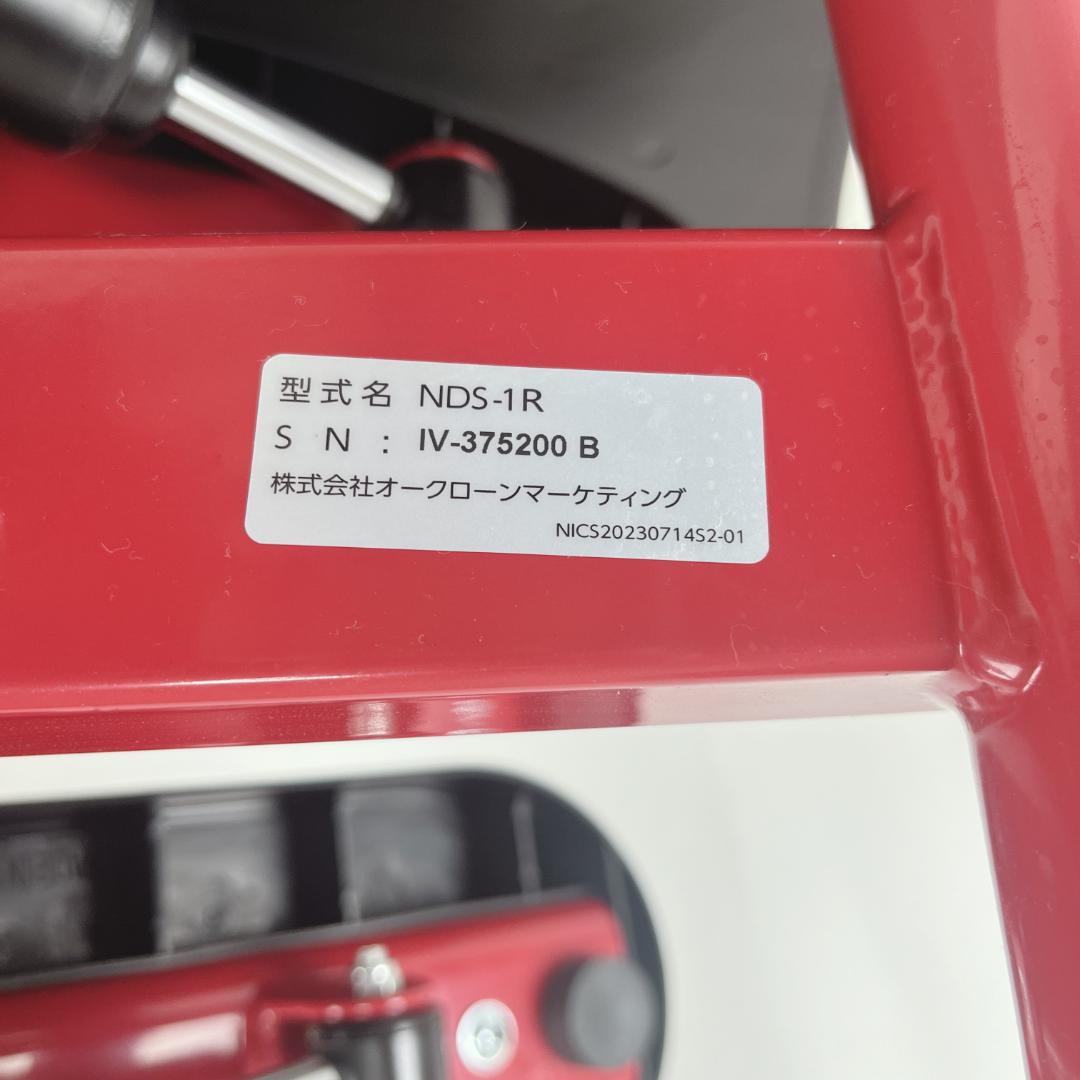 型式名 NDS-1R
SN: IV-375200 B
株式会社オークローンマーケティング
NICS20230714S2-01